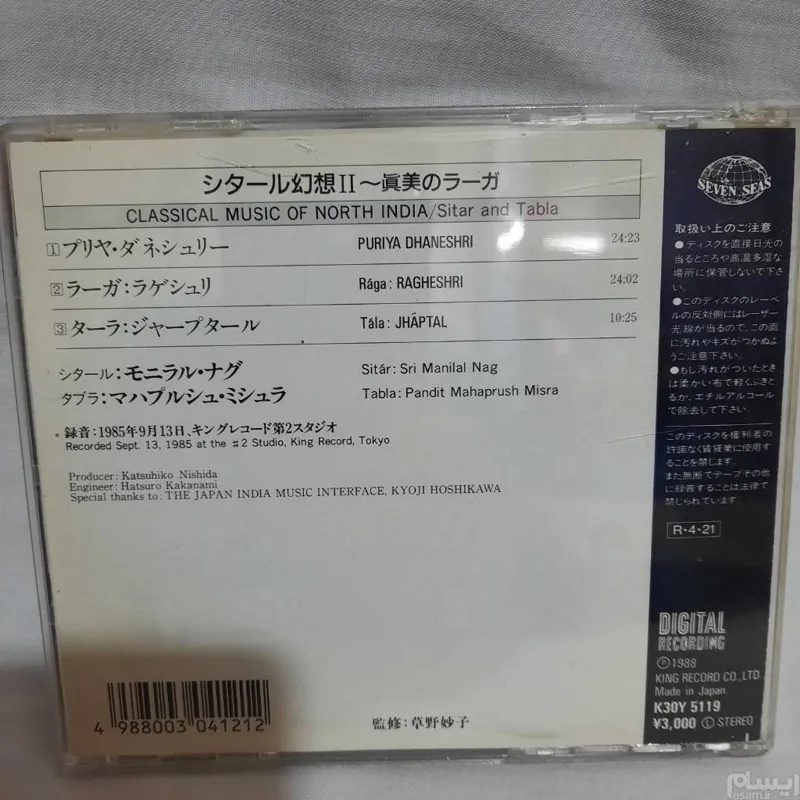 シタール幻想II〜眞美のラーガ
CLASSICAL MUSIC OF NORTH INDIA/Sitar and Tabla
1 プリヤ・ダネシュリー PURIYA DHANESHRI 24:23
2 ラーガ:ラゲシュリ Rága: RAGHESHRI 24:02
3 ターラ:ジャープタール Tála: JHÁPTAL 10:25
シタール:モニラル・ナグ Sitár: Sri Manilal Nag
タブラ:マハプルシュ・ミシュラ Tabla: Pandit Mahaprush Misra
録音:1985年9月13日、キングレコード第2スタジオ
Recorded Sept. 13, 1985 at the #2 Studio, King Record, Tokyo
Producer: Katsuhiko Nishida
Engineer: Hatsuro Kakanami
Special thanks to: THE JAPAN INDIA MUSIC INTERFACE, KYOJI HOSHIKAWA
4 988003 041212
監修:草野妙子
SEVEN SEAS
取扱い上のご注意
●ディスクを直接日光の
当るところや高温多湿な
場所に保管しないで下さ
い。
●このディスクのレーベ
ルの反対側にはレーザー
光線が当るので、この面
に汚れやキズがつかぬよ
うご注意下さい。
●もし汚れがついたとき
は柔かい布で軽くふきと
るか、エチルアルコール
で除去して下さい。
このディスクを権利者の
許諾なく賃貸業に使用す
ることを禁じます。
また無断でテープその他
に録音することは法律で
禁じられています。
R・4・21
DIGITAL
RECORDING
Ⓟ1988
KING RECORD CO., LTD.
Made in Japan.
K30Y 5119
¥3,000 Ⓛ STEREO
ایسام
esam.ir